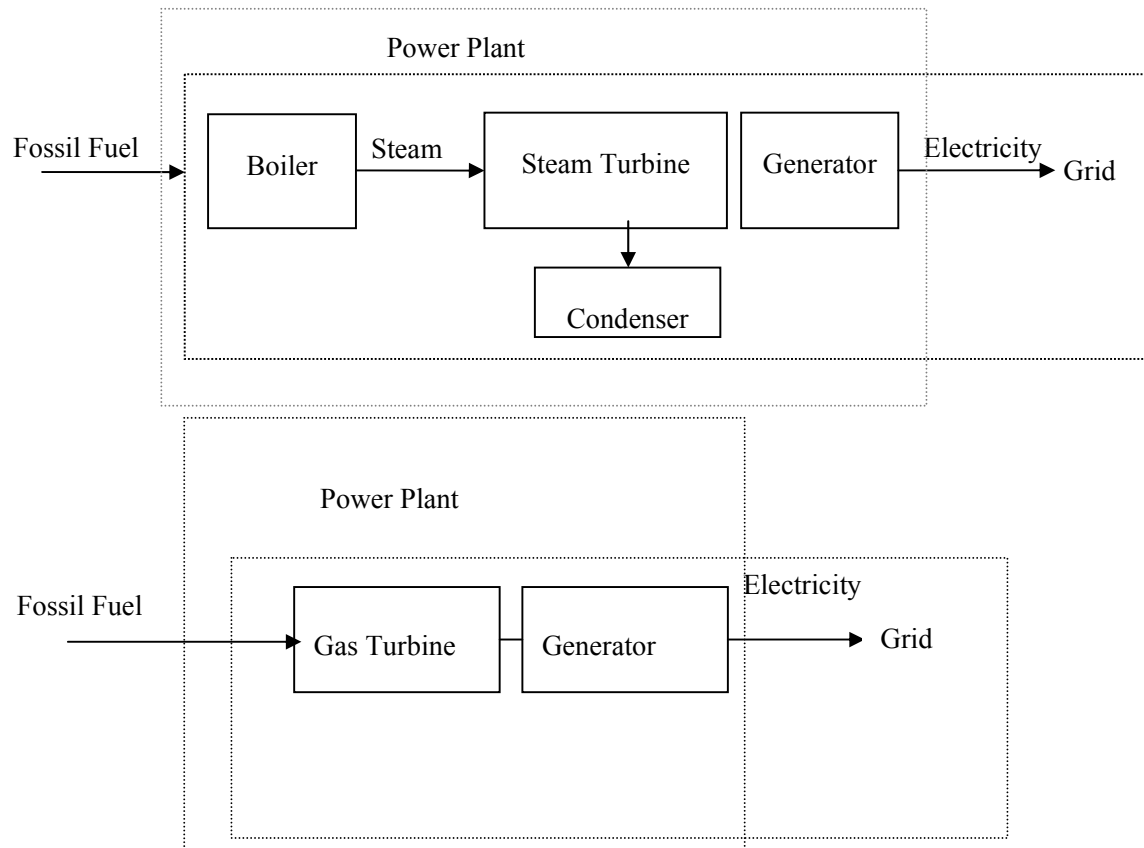 Power Plant
Fossil Fuel
Boiler
Steam
Steam Turbine
Generator
Electricity
Grid
Condenser
Power Plant
Fossil Fuel
Gas Turbine
Generator
Electricity
Grid